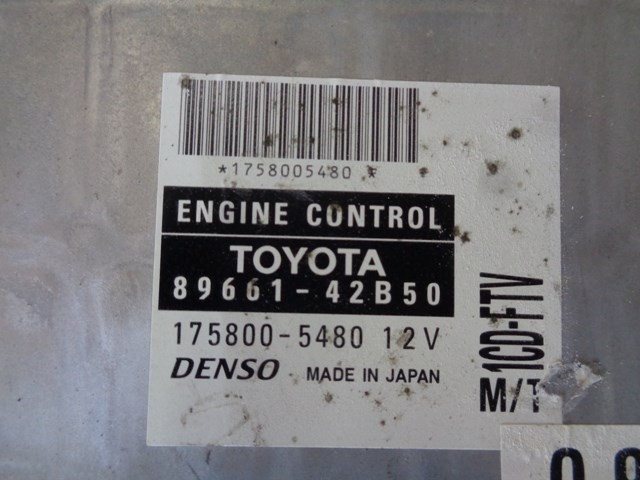 *1758005480*
ENGINE CONTROL
TOYOTA
89661-42B50
175800-5480 12V
DENSO MADE IN JAPAN
1CD-FTV
M/T